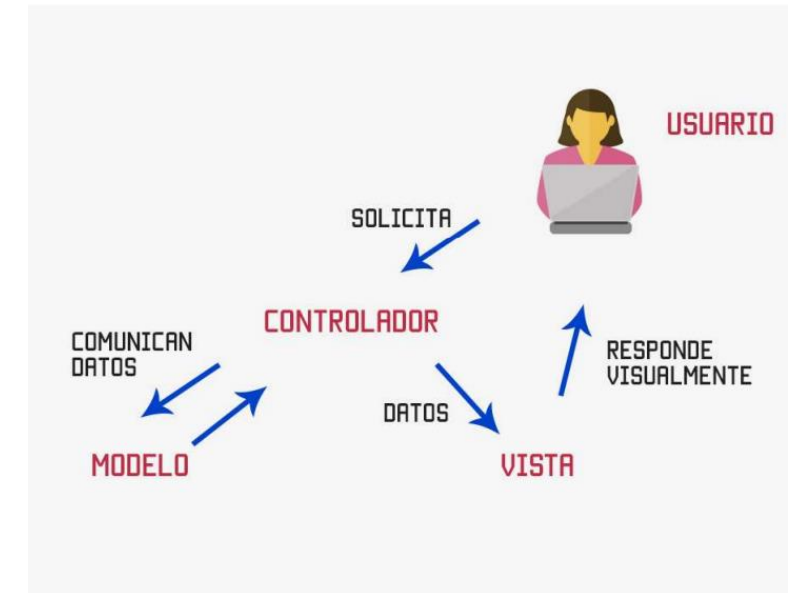 USUARIO
SOLICITA
CONTROLADOR
COMUNICAN
DATOS
RESPONDE
VISUALMENTE
DATOS
MODELO
VISTA